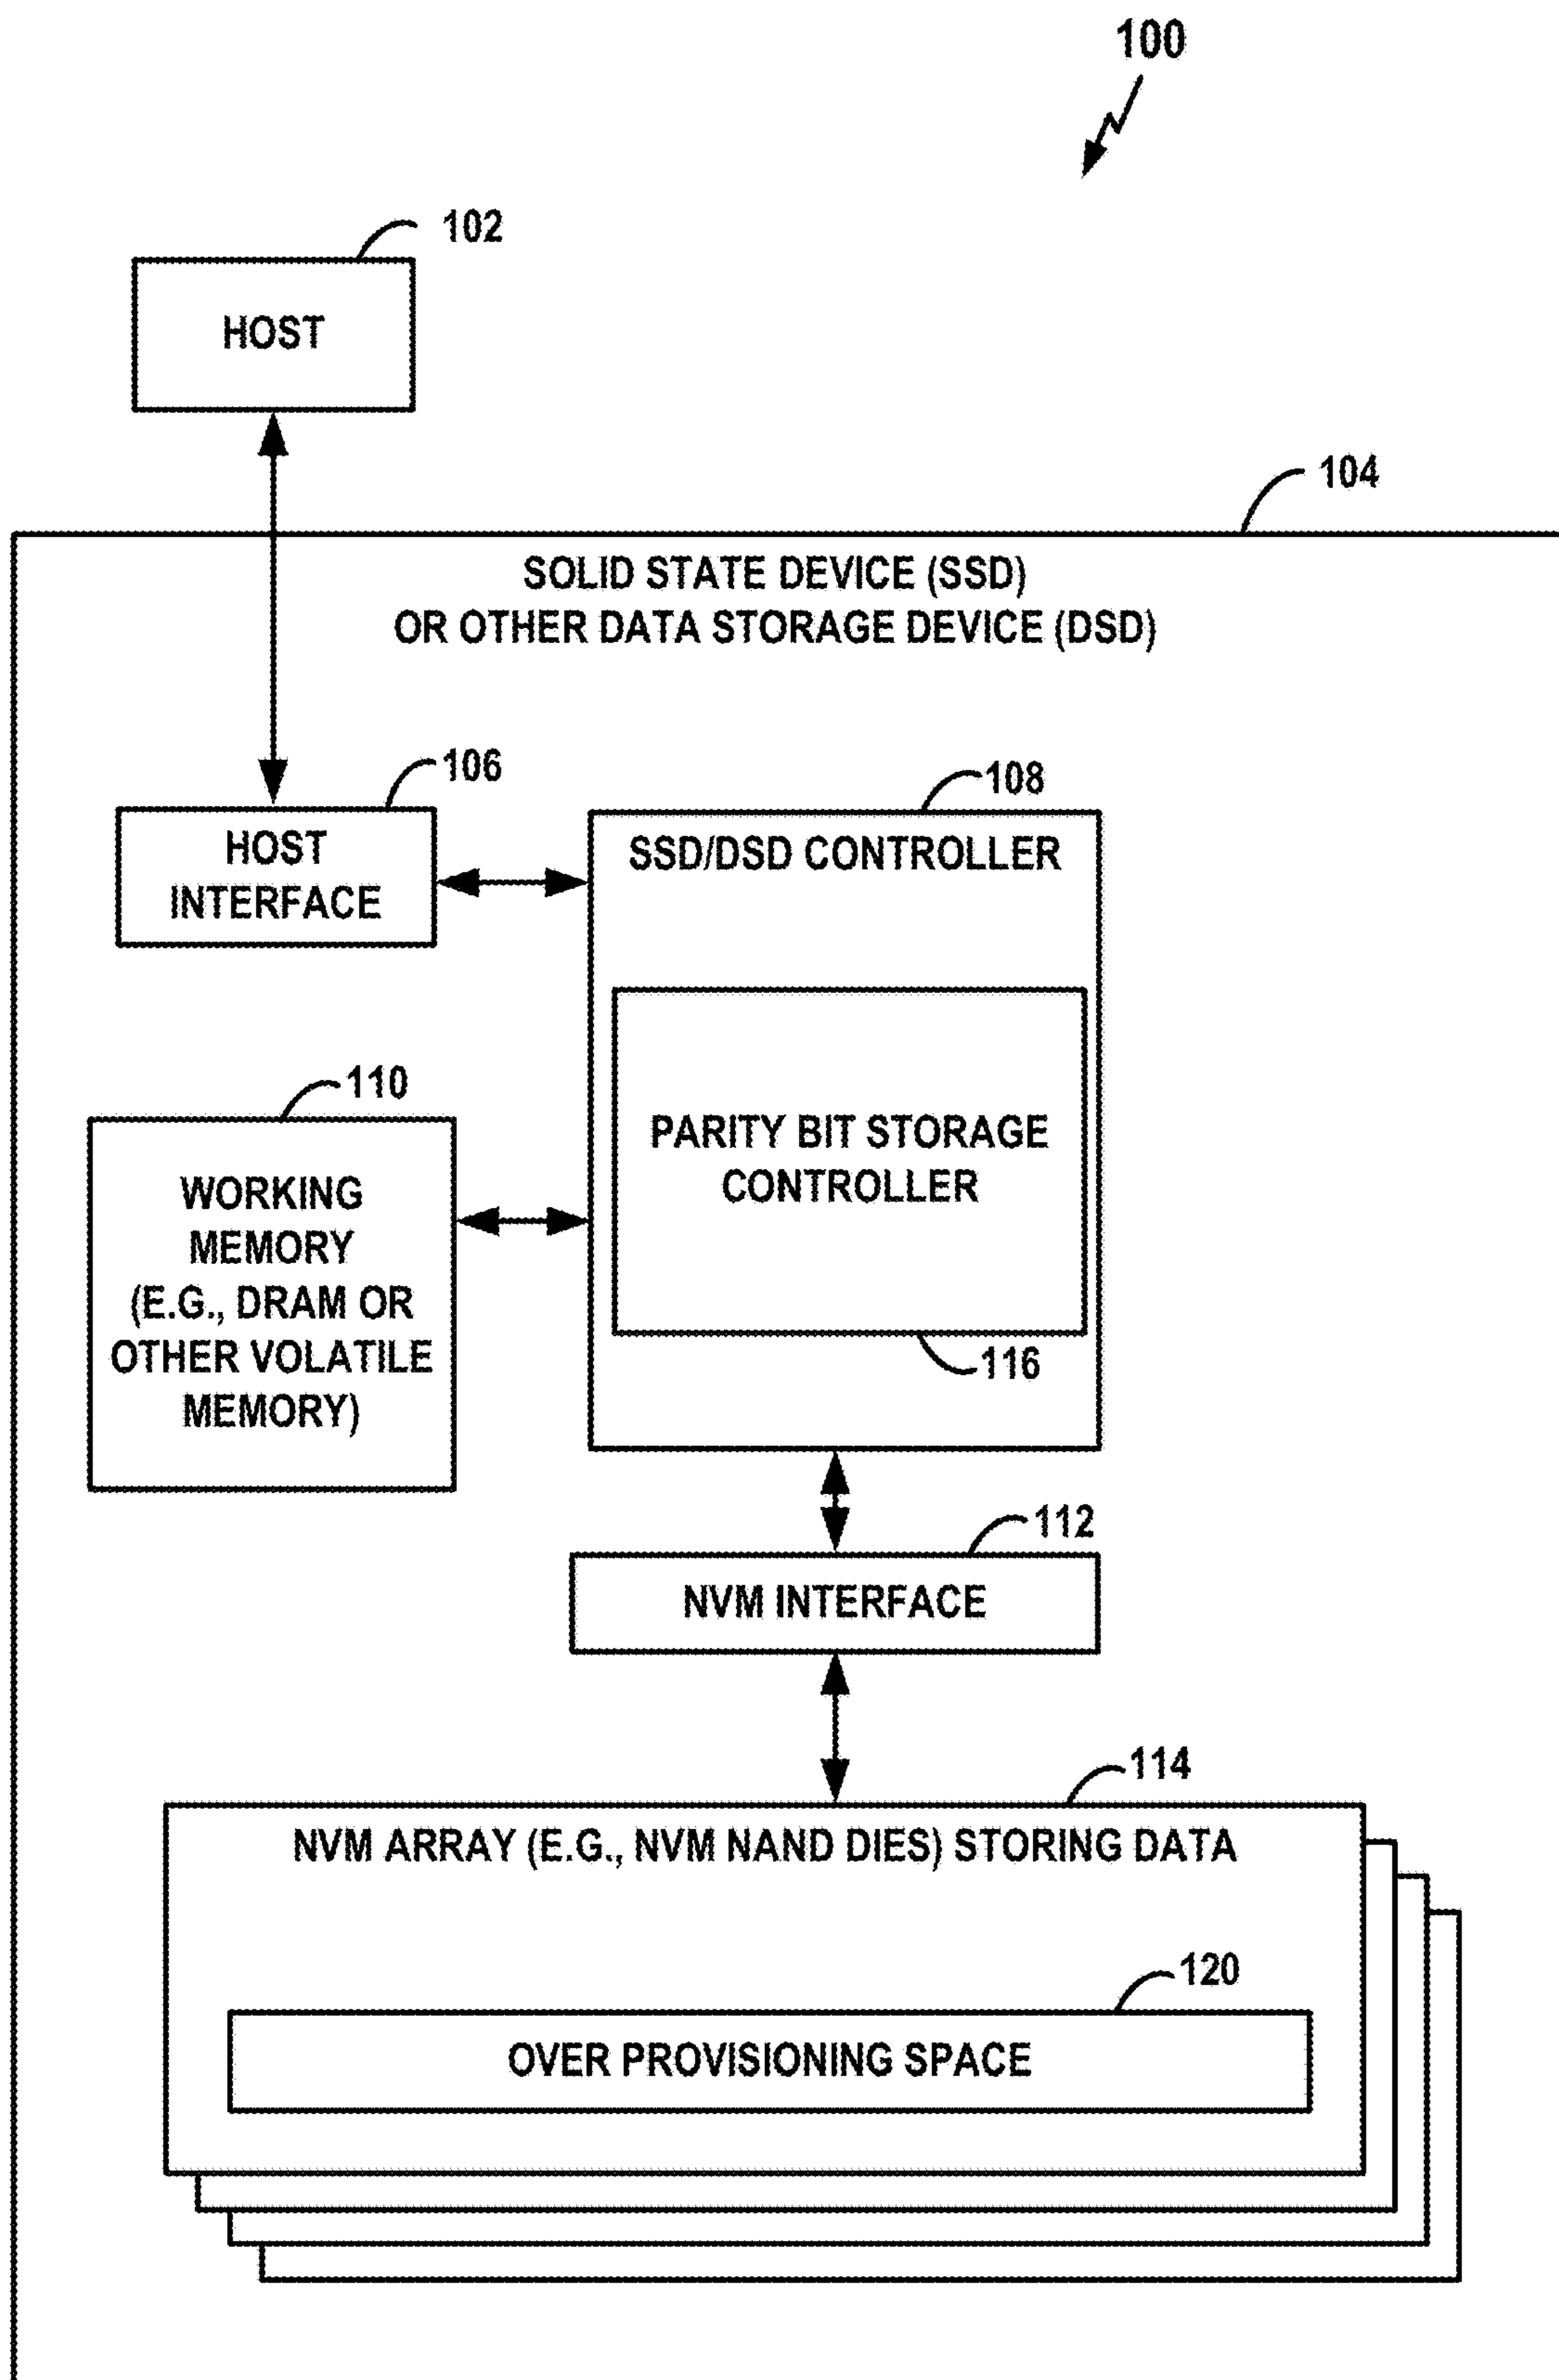 100
102
HOST
104
SOLID STATE DEVICE (SSD)
OR OTHER DATA STORAGE DEVICE (DSD)
106
HOST
INTERFACE
108
SSD/DSD CONTROLLER
110
WORKING
MEMORY
(E.G., DRAM OR
OTHER VOLATILE
MEMORY)
PARITY BIT STORAGE
CONTROLLER
116
112
NVM INTERFACE
114
NVM ARRAY (E.G., NVM NAND DIES) STORING DATA
120
OVER PROVISIONING SPACE